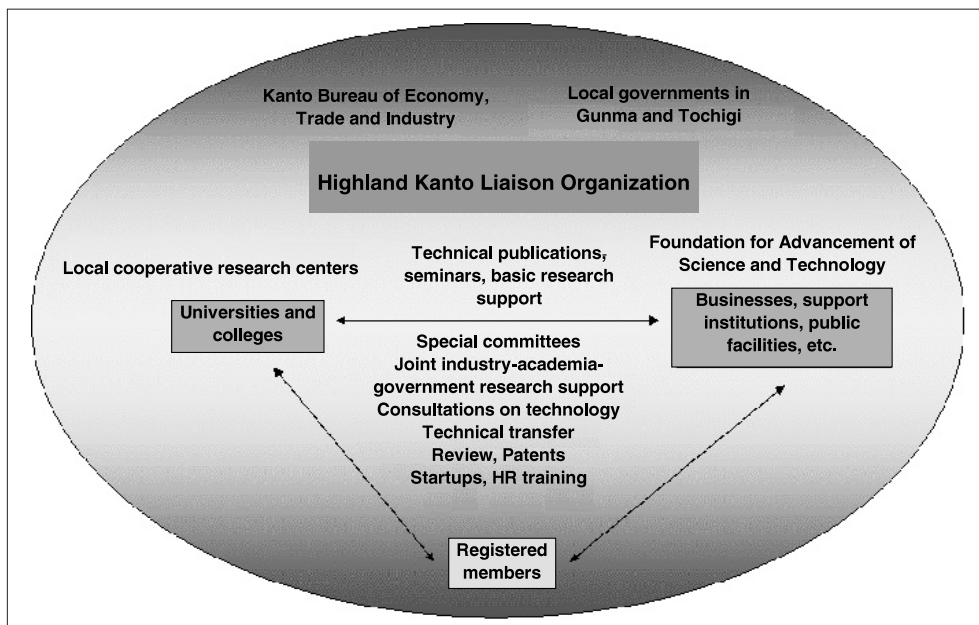 Kanto Bureau of Economy,
Trade and Industry
Local governments in
Gunma and Tochigi
Highland Kanto Liaison Organization
Local cooperative research centers
Universities and
colleges
Technical publications,
seminars, basic research
support
Foundation for Advancement of
Science and Technology
Businesses, support
institutions, public
facilities, etc.
Special committees
Joint industry-academia-
government research support
Consultations on technology
Technical transfer
Review, Patents
Startups, HR training
Registered
members